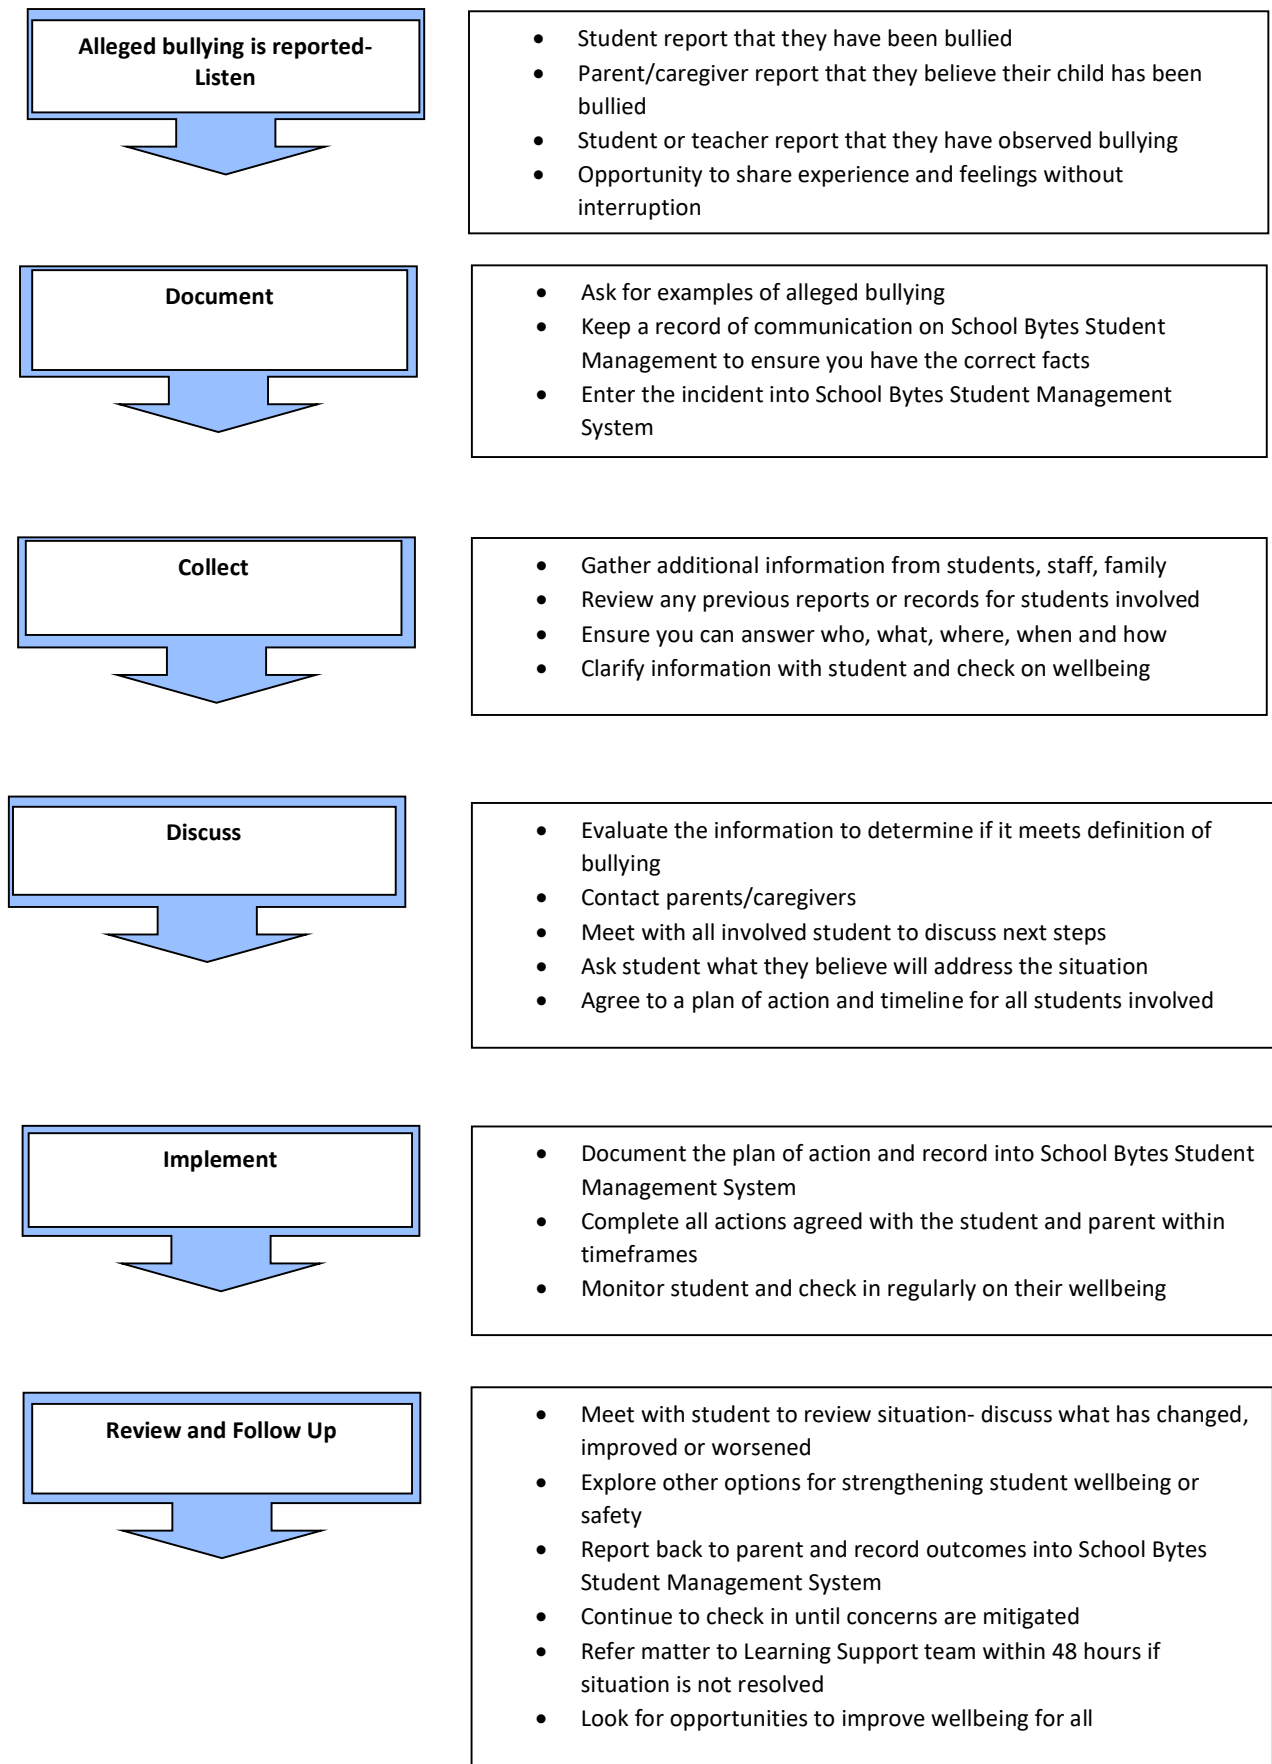 Alleged bullying is reported-
Listen
• Student report that they have been bullied
• Parent/caregiver report that they believe their child has been
bullied
• Student or teacher report that they have observed bullying
• Opportunity to share experience and feelings without
interruption
Document
• Ask for examples of alleged bullying
• Keep a record of communication on School Bytes Student
Management to ensure you have the correct facts
• Enter the incident into School Bytes Student Management
System
Collect
• Gather additional information from students, staff, family
• Review any previous reports or records for students involved
• Ensure you can answer who, what, where, when and how
• Clarify information with student and check on wellbeing
Discuss
• Evaluate the information to determine if it meets definition of
bullying
• Contact parents/caregivers
• Meet with all involved student to discuss next steps
• Ask student what they believe will address the situation
• Agree to a plan of action and timeline for all students involved
Implement
• Document the plan of action and record into School Bytes Student
Management System
• Complete all actions agreed with the student and parent within
timeframes
• Monitor student and check in regularly on their wellbeing
Review and Follow Up
• Meet with student to review situation- discuss what has changed,
improved or worsened
• Explore other options for strengthening student wellbeing or
safety
• Report back to parent and record outcomes into School Bytes
Student Management System
• Continue to check in until concerns are mitigated
• Refer matter to Learning Support team within 48 hours if
situation is not resolved
• Look for opportunities to improve wellbeing for all